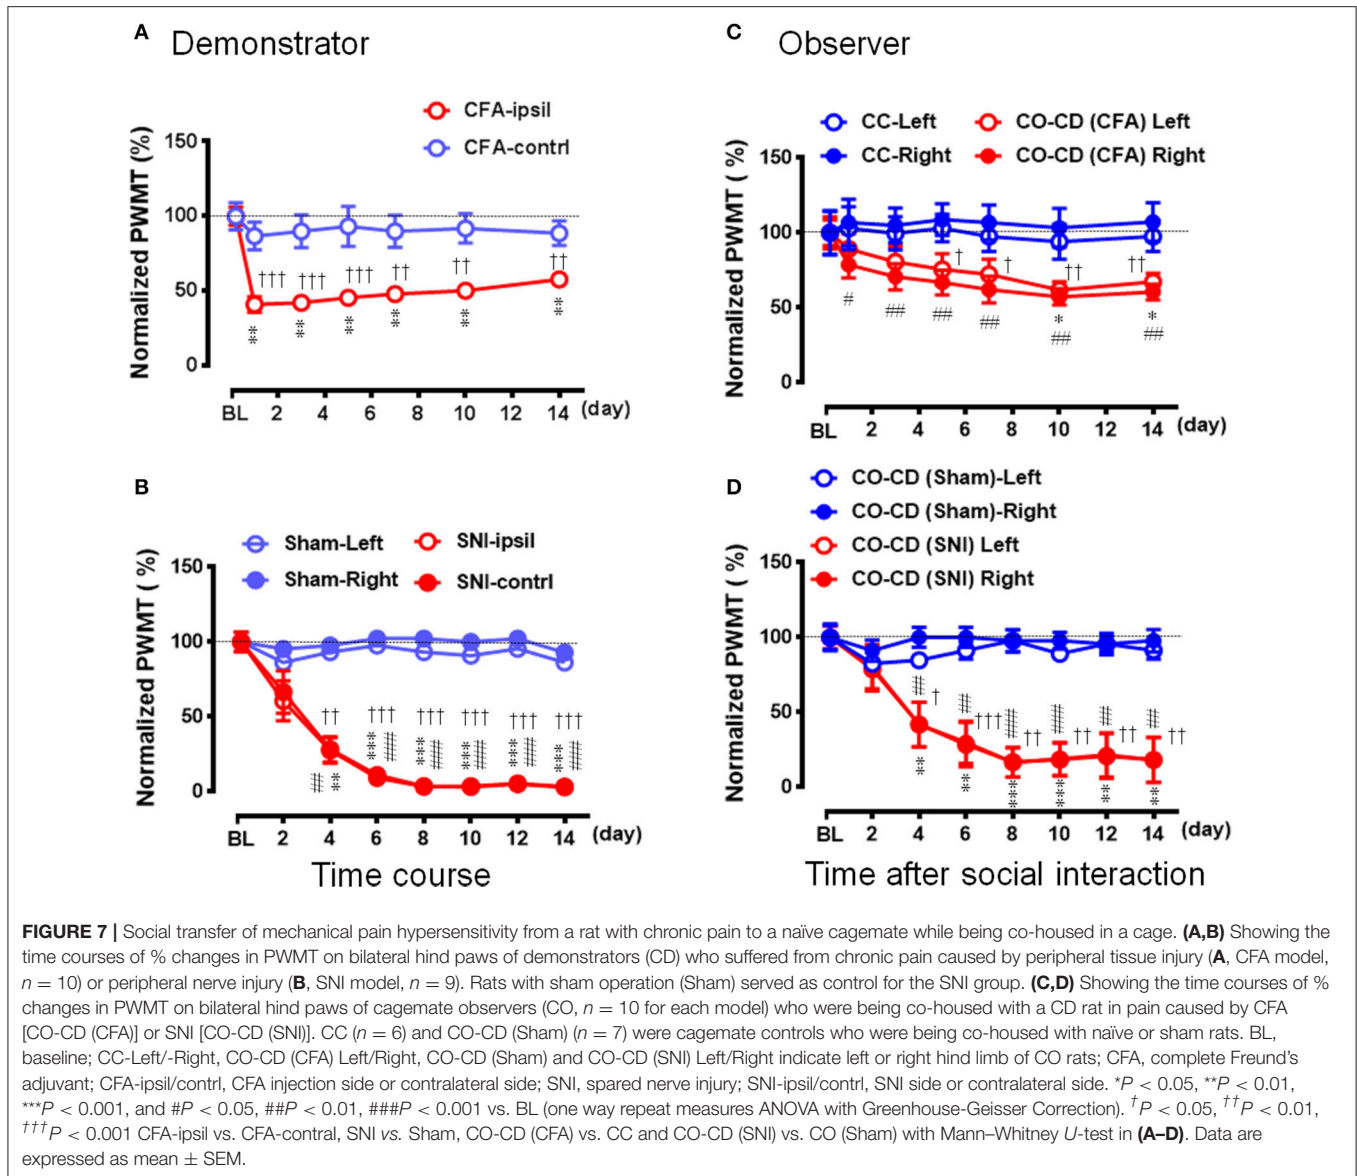 A Demonstrator
CFA-ipsil
CFA-contrl
Normalized PWMT (%)
150
100
50
0
††† ††† ††† †† †† ††
** ** ** ** ** **
BL 2 4 6 8 10 12 14 (day)
C Observer
CC-Left CO-CD (CFA) Left
CC-Right CO-CD (CFA) Right
Normalized PWMT ( %)
150
100
50
0
† † †† ††
# ## ## ## * *
## ##
BL 2 4 6 8 10 12 14 (day)
B
Sham-Left SNI-ipsil
Sham-Right SNI-contrl
Normalized PWMT ( %)
150
100
50
0
†† ††† ††† ††† ††† †††
*** ### *** ### *** ### *** ### *** ###
## **
BL 2 4 6 8 10 12 14 (day)
Time course
D
CO-CD (Sham)-Left
CO-CD (Sham)-Right
CO-CD (SNI) Left
CO-CD (SNI) Right
Normalized PWMT ( %)
150
100
50
0
† ††† †† †† †† ††
** ** *** *** ** **
BL 2 4 6 8 10 12 14 (day)
Time after social interaction
FIGURE 7 | Social transfer of mechanical pain hypersensitivity from a rat with chronic pain to a naïve cagemate while being co-housed in a cage. (A,B) Showing the
time courses of % changes in PWMT on bilateral hind paws of demonstrators (CD) who suffered from chronic pain caused by peripheral tissue injury (A, CFA model,
n = 10) or peripheral nerve injury (B, SNI model, n = 9). Rats with sham operation (Sham) served as control for the SNI group. (C,D) Showing the time courses of %
changes in PWMT on bilateral hind paws of cagemate observers (CO, n = 10 for each model) who were being co-housed with a CD rat in pain caused by CFA
[CO-CD (CFA)] or SNI [CO-CD (SNI)]. CC (n = 6) and CO-CD (Sham) (n = 7) were cagemate controls who were being co-housed with naïve or sham rats. BL,
baseline; CC-Left/-Right, CO-CD (CFA) Left/Right, CO-CD (Sham) and CO-CD (SNI) Left/Right indicate left or right hind limb of CO rats; CFA, complete Freund's
adjuvant; CFA-ipsil/contrl, CFA injection side or contralateral side; SNI, spared nerve injury; SNI-ipsil/contrl, SNI side or contralateral side. *P < 0.05, **P < 0.01,
***P < 0.001, and #P < 0.05, ##P < 0.01, ###P < 0.001 vs. BL (one way repeat measures ANOVA with Greenhouse-Geisser Correction). †P < 0.05, ††P < 0.01,
†††P < 0.001 CFA-ipsil vs. CFA-contral, SNI vs. Sham, CO-CD (CFA) vs. CC and CO-CD (SNI) vs. CO (Sham) with Mann–Whitney U-test in (A–D). Data are
expressed as mean ± SEM.